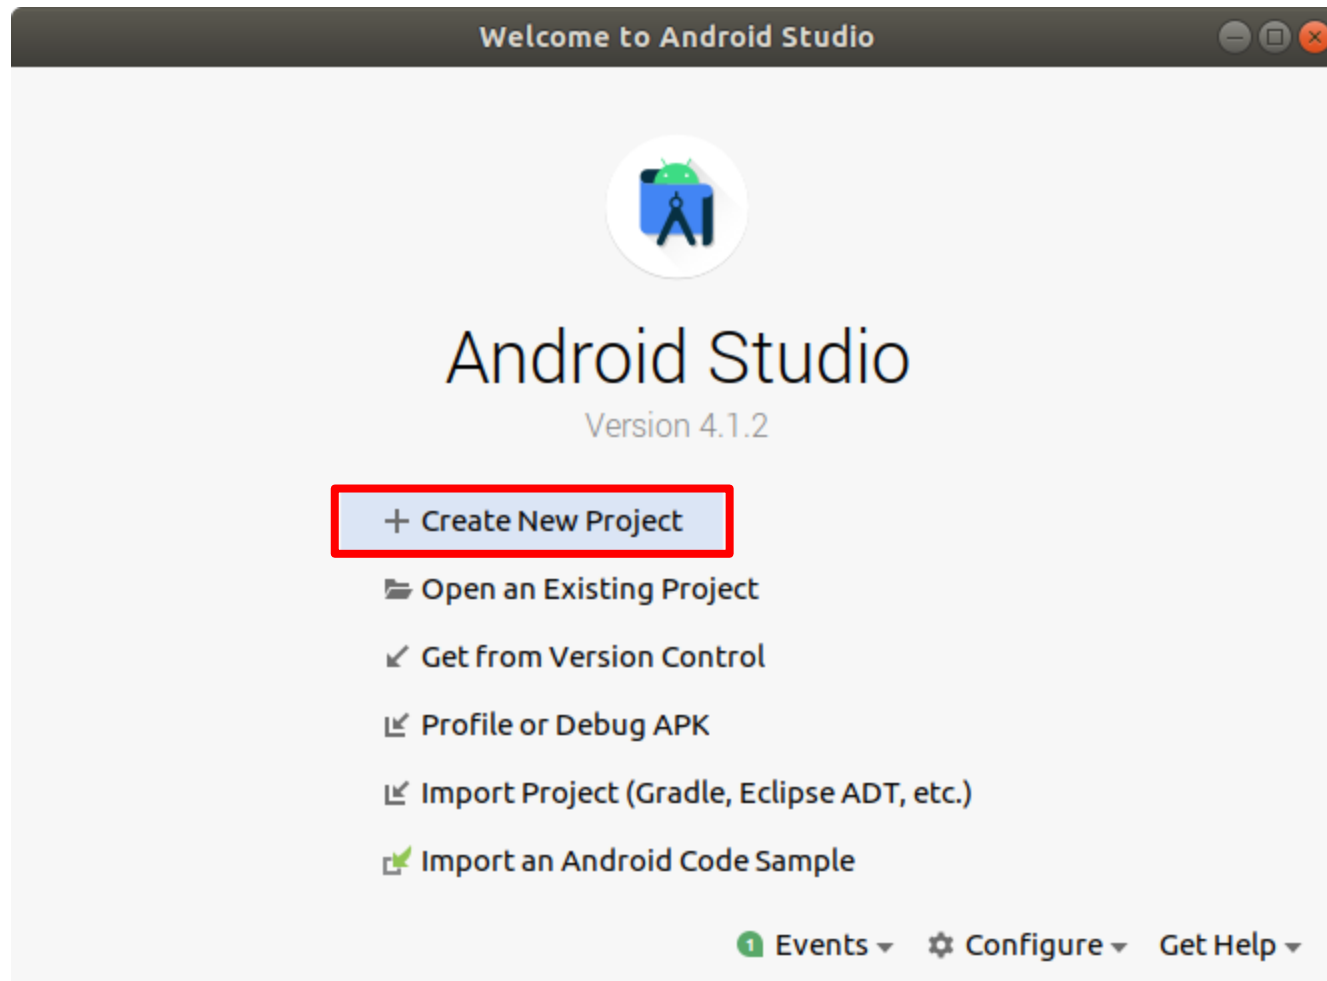 Welcome to Android Studio
Android Studio
Version 4.1.2
Create New Project
Open an Existing Project
Get from Version Control
Profile or Debug APK
Import Project (Gradle, Eclipse ADT, etc.)
Import an Android Code Sample
1 Events Configure Get Help